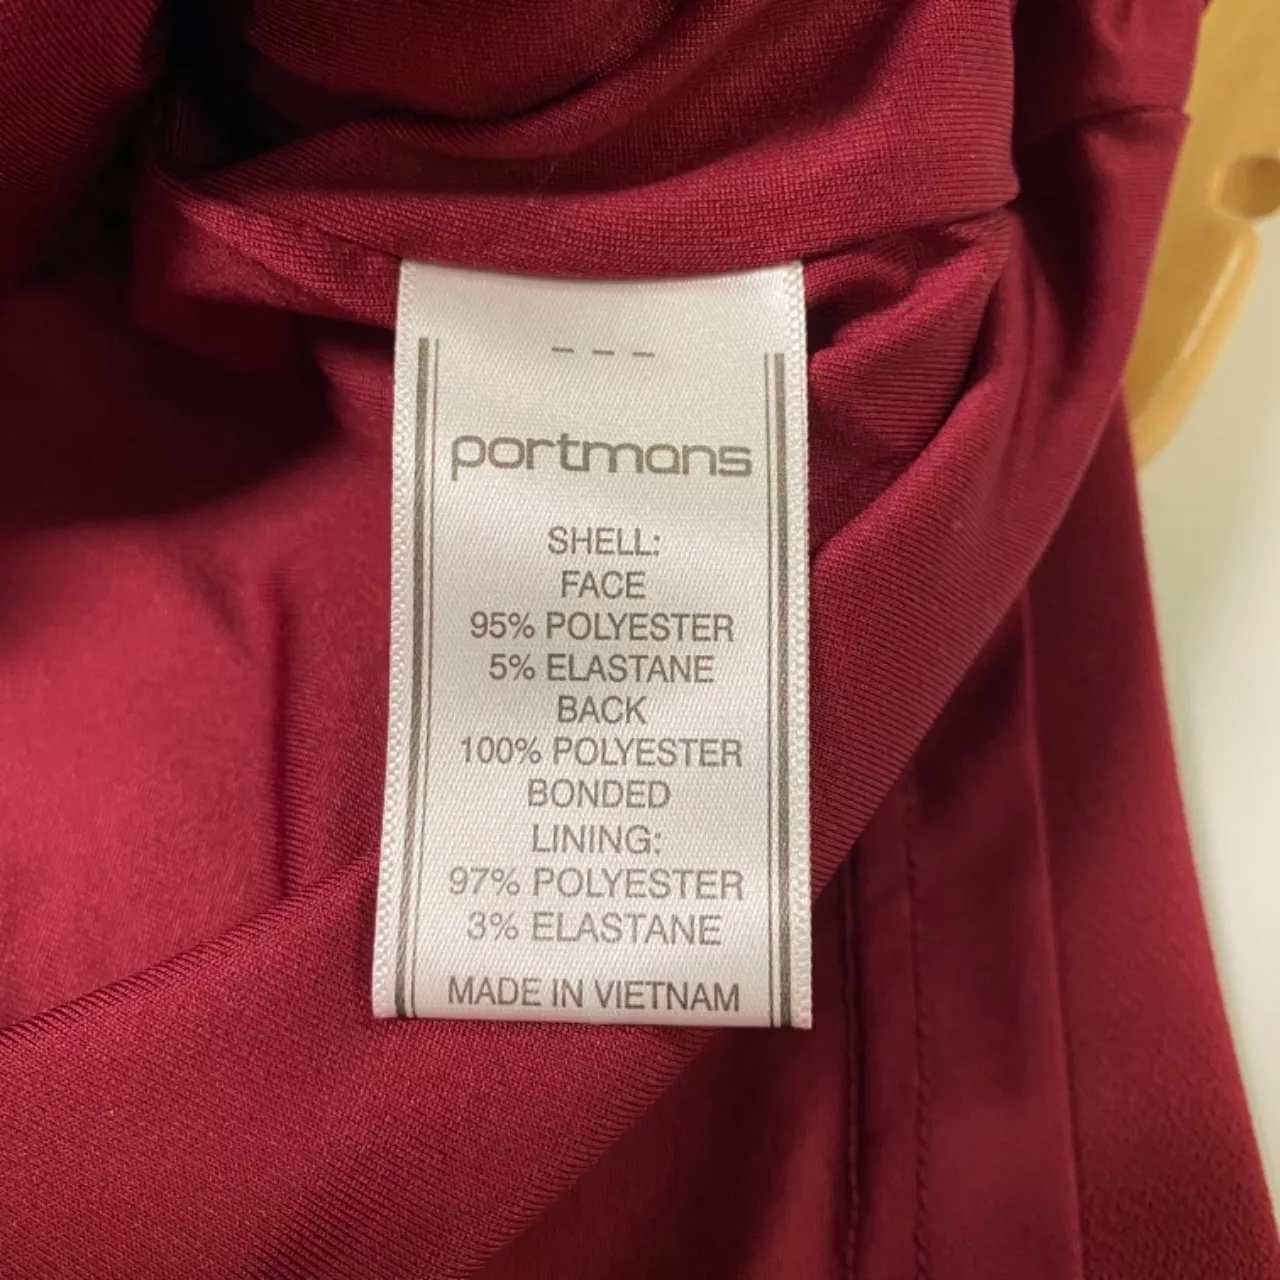 - - -
portmans
SHELL:
FACE
95% POLYESTER
5% ELASTANE
BACK
100% POLYESTER
BONDED
LINING:
97% POLYESTER
3% ELASTANE
MADE IN VIETNAM